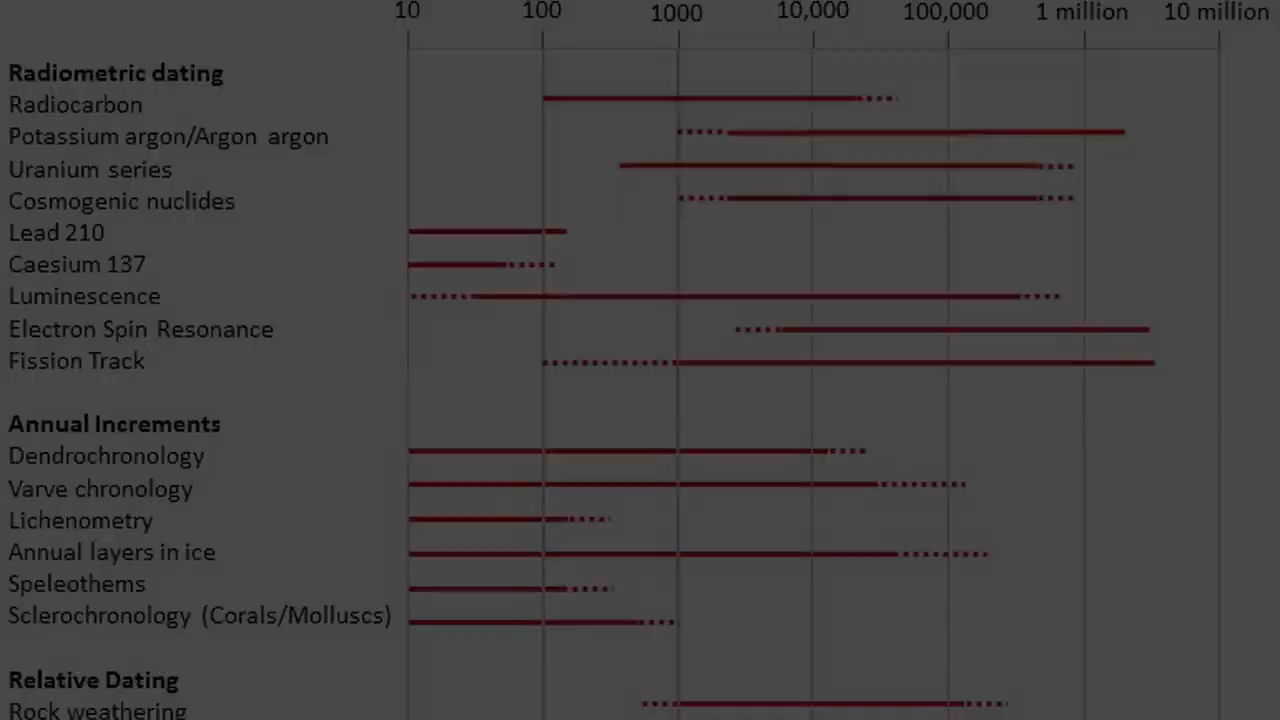 10 100 1000 10,000 100,000 1 million 10 million
Radiometric dating
Radiocarbon
Potassium argon/Argon argon
Uranium series
Cosmogenic nuclides
Lead 210
Caesium 137
Luminescence
Electron Spin Resonance
Fission Track
Annual Increments
Dendrochronology
Varve chronology
Lichenometry
Annual layers in ice
Speleothems
Sclerochronology (Corals/Molluscs)
Relative Dating
Rock weathering